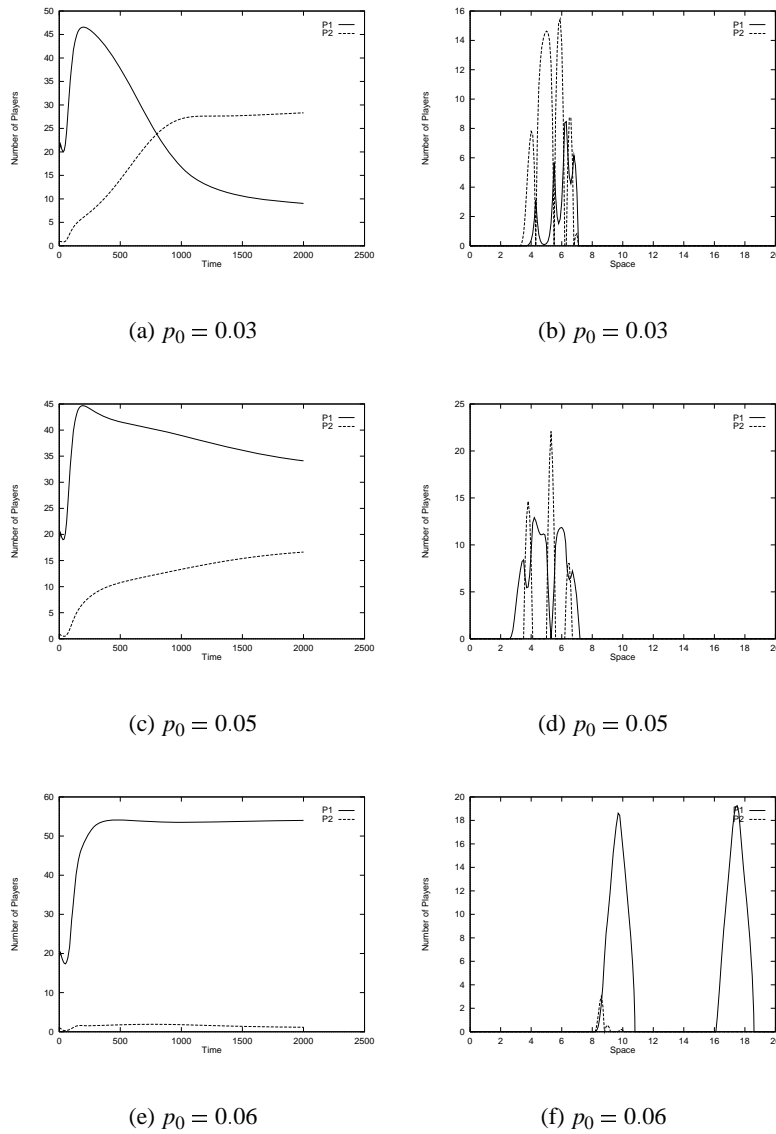 Number of Players
50
45
40
35
30
25
20
15
10
5
0
0 500 1000 1500 2000 2500
Time
P1
P2
(a) p₀ = 0.03
Number of Players
16
14
12
10
8
6
4
2
0
0 2 4 6 8 10 12 14 16 18 20
Space
P1
P2
(b) p₀ = 0.03
Number of Players
45
40
35
30
25
20
15
10
5
0
0 500 1000 1500 2000 2500
Time
P1
P2
(c) p₀ = 0.05
Number of Players
25
20
15
10
5
0
0 2 4 6 8 10 12 14 16 18 20
Space
P1
P2
(d) p₀ = 0.05
Number of Players
60
50
40
30
20
10
0
0 500 1000 1500 2000 2500
Time
P1
P2
(e) p₀ = 0.06
Number of Players
20
18
16
14
12
10
8
6
4
2
0
0 2 4 6 8 10 12 14 16 18 20
Space
P1
P2
(f) p₀ = 0.06